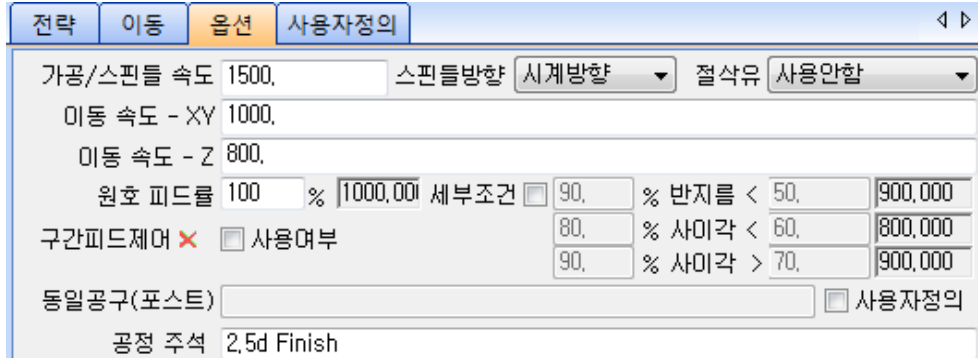 전략 이동 옵션 사용자정의
가공/스핀들 속도 1500. 스핀들방향 시계방향 절삭유 사용안함
이동 속도 - XY 1000.
이동 속도 - Z 800.
원호 피드률 100 % 1000.00 세부조건 90. % 반지름 < 50. 900.000
구간피드제어 사용여부 80. % 사이각 < 60. 800.000
90. % 사이각 > 70. 900.000
동일공구(포스트) 사용자정의
공정 주석 2.5d Finish